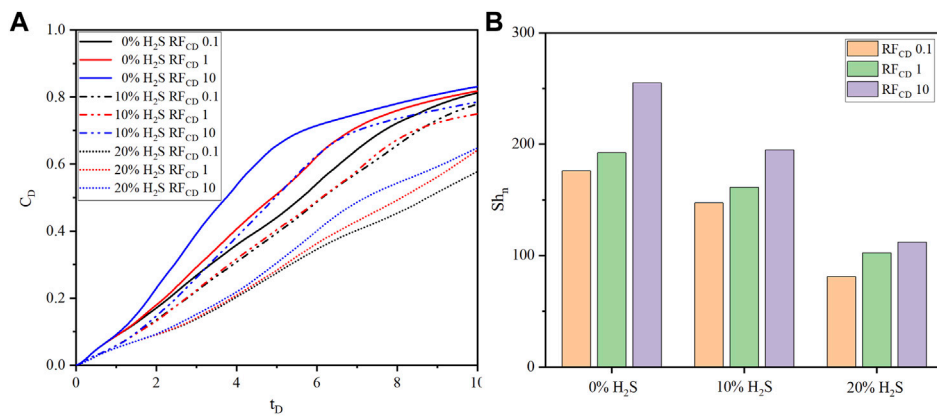 A
1.0
0.8
0.6
0.4
0.2
0.0
C_D
0% H₂S RF_CD 0.1
0% H₂S RF_CD 1
0% H₂S RF_CD 10
10% H₂S RF_CD 0.1
10% H₂S RF_CD 1
10% H₂S RF_CD 10
20% H₂S RF_CD 0.1
20% H₂S RF_CD 1
20% H₂S RF_CD 10
0 2 4 6 8 10
t_D
B
300
200
100
0
Sh_n
RF_CD 0.1
RF_CD 1
RF_CD 10
0% H₂S 10% H₂S 20% H₂S